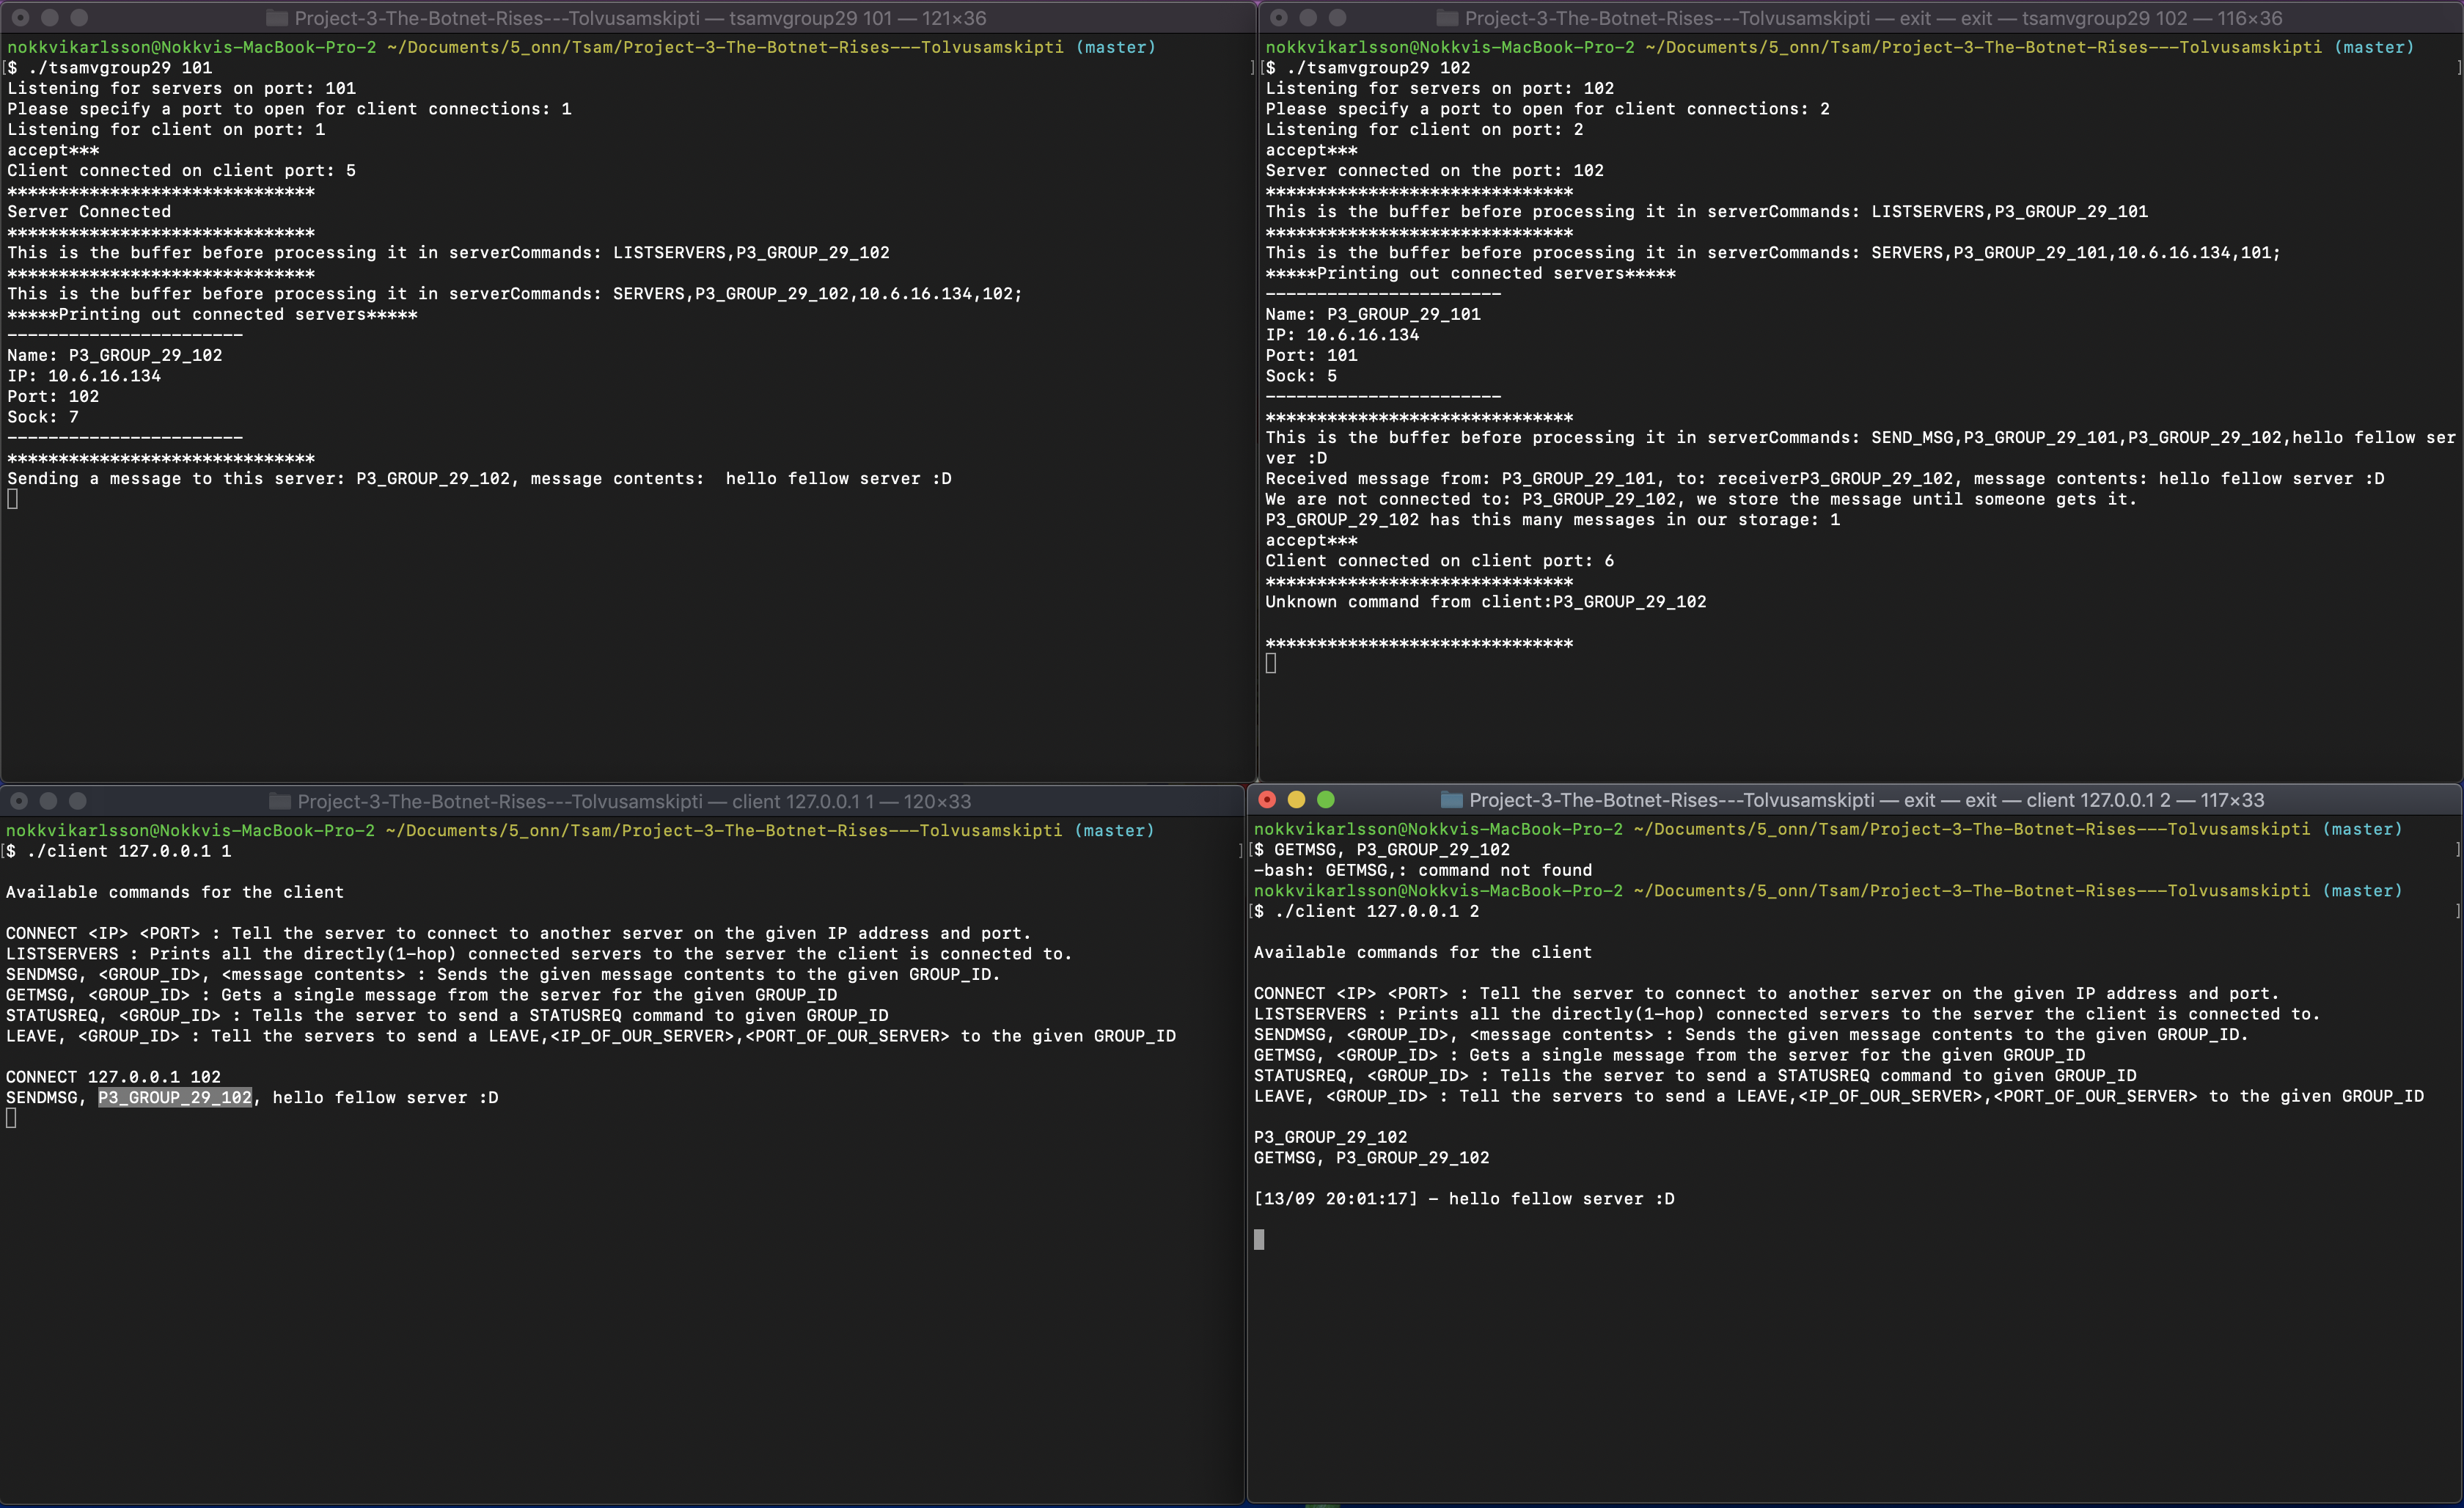 Project-3-The-Botnet-Rises---Tolvusamskipti — tsamvgroup29 101 — 121×36
nokkvikarlsson@Nokkvis-MacBook-Pro-2 ~/Documents/5_onn/Tsam/Project-3-The-Botnet-Rises---Tolvusamskipti (master)
[$ ./tsamvgroup29 101 ]
Listening for servers on port: 101
Please specify a port to open for client connections: 1
Listening for client on port: 1
accept***
Client connected on client port: 5
******************************
Server Connected
******************************
This is the buffer before processing it in serverCommands: LISTSERVERS,P3_GROUP_29_102
******************************
This is the buffer before processing it in serverCommands: SERVERS,P3_GROUP_29_102,10.6.16.134,102;
*****Printing out connected servers*****
-----------------------
Name: P3_GROUP_29_102
IP: 10.6.16.134
Port: 102
Sock: 7
-----------------------
******************************
Sending a message to this server: P3_GROUP_29_102, message contents:  hello fellow server :D
Project-3-The-Botnet-Rises---Tolvusamskipti — exit — exit — tsamvgroup29 102 — 116×36
nokkvikarlsson@Nokkvis-MacBook-Pro-2 ~/Documents/5_onn/Tsam/Project-3-The-Botnet-Rises---Tolvusamskipti (master)
[$ ./tsamvgroup29 102 ]
Listening for servers on port: 102
Please specify a port to open for client connections: 2
Listening for client on port: 2
accept***
Server connected on the port: 102
******************************
This is the buffer before processing it in serverCommands: LISTSERVERS,P3_GROUP_29_101
******************************
This is the buffer before processing it in serverCommands: SERVERS,P3_GROUP_29_101,10.6.16.134,101;
*****Printing out connected servers*****
-----------------------
Name: P3_GROUP_29_101
IP: 10.6.16.134
Port: 101
Sock: 5
-----------------------
******************************
This is the buffer before processing it in serverCommands: SEND_MSG,P3_GROUP_29_101,P3_GROUP_29_102,hello fellow ser
ver :D
Received message from: P3_GROUP_29_101, to: receiverP3_GROUP_29_102, message contents: hello fellow server :D
We are not connected to: P3_GROUP_29_102, we store the message until someone gets it.
P3_GROUP_29_102 has this many messages in our storage: 1
accept***
Client connected on client port: 6
******************************
Unknown command from client:P3_GROUP_29_102
******************************
Project-3-The-Botnet-Rises---Tolvusamskipti — client 127.0.0.1 1 — 120×33
nokkvikarlsson@Nokkvis-MacBook-Pro-2 ~/Documents/5_onn/Tsam/Project-3-The-Botnet-Rises---Tolvusamskipti (master)
[$ ./client 127.0.0.1 1 ]
Available commands for the client
CONNECT <IP> <PORT> : Tell the server to connect to another server on the given IP address and port.
LISTSERVERS : Prints all the directly(1-hop) connected servers to the server the client is connected to.
SENDMSG, <GROUP_ID>, <message contents> : Sends the given message contents to the given GROUP_ID.
GETMSG, <GROUP_ID> : Gets a single message from the server for the given GROUP_ID
STATUSREQ, <GROUP_ID> : Tells the server to send a STATUSREQ command to given GROUP_ID
LEAVE, <GROUP_ID> : Tell the servers to send a LEAVE,<IP_OF_OUR_SERVER>,<PORT_OF_OUR_SERVER> to the given GROUP_ID
CONNECT 127.0.0.1 102
SENDMSG, P3_GROUP_29_102, hello fellow server :D
Project-3-The-Botnet-Rises---Tolvusamskipti — exit — exit — client 127.0.0.1 2 — 117×33
nokkvikarlsson@Nokkvis-MacBook-Pro-2 ~/Documents/5_onn/Tsam/Project-3-The-Botnet-Rises---Tolvusamskipti (master)
[$ GETMSG, P3_GROUP_29_102 ]
-bash: GETMSG,: command not found
nokkvikarlsson@Nokkvis-MacBook-Pro-2 ~/Documents/5_onn/Tsam/Project-3-The-Botnet-Rises---Tolvusamskipti (master)
[$ ./client 127.0.0.1 2 ]
Available commands for the client
CONNECT <IP> <PORT> : Tell the server to connect to another server on the given IP address and port.
LISTSERVERS : Prints all the directly(1-hop) connected servers to the server the client is connected to.
SENDMSG, <GROUP_ID>, <message contents> : Sends the given message contents to the given GROUP_ID.
GETMSG, <GROUP_ID> : Gets a single message from the server for the given GROUP_ID
STATUSREQ, <GROUP_ID> : Tells the server to send a STATUSREQ command to given GROUP_ID
LEAVE, <GROUP_ID> : Tell the servers to send a LEAVE,<IP_OF_OUR_SERVER>,<PORT_OF_OUR_SERVER> to the given GROUP_ID
P3_GROUP_29_102
GETMSG, P3_GROUP_29_102
[13/09 20:01:17] - hello fellow server :D